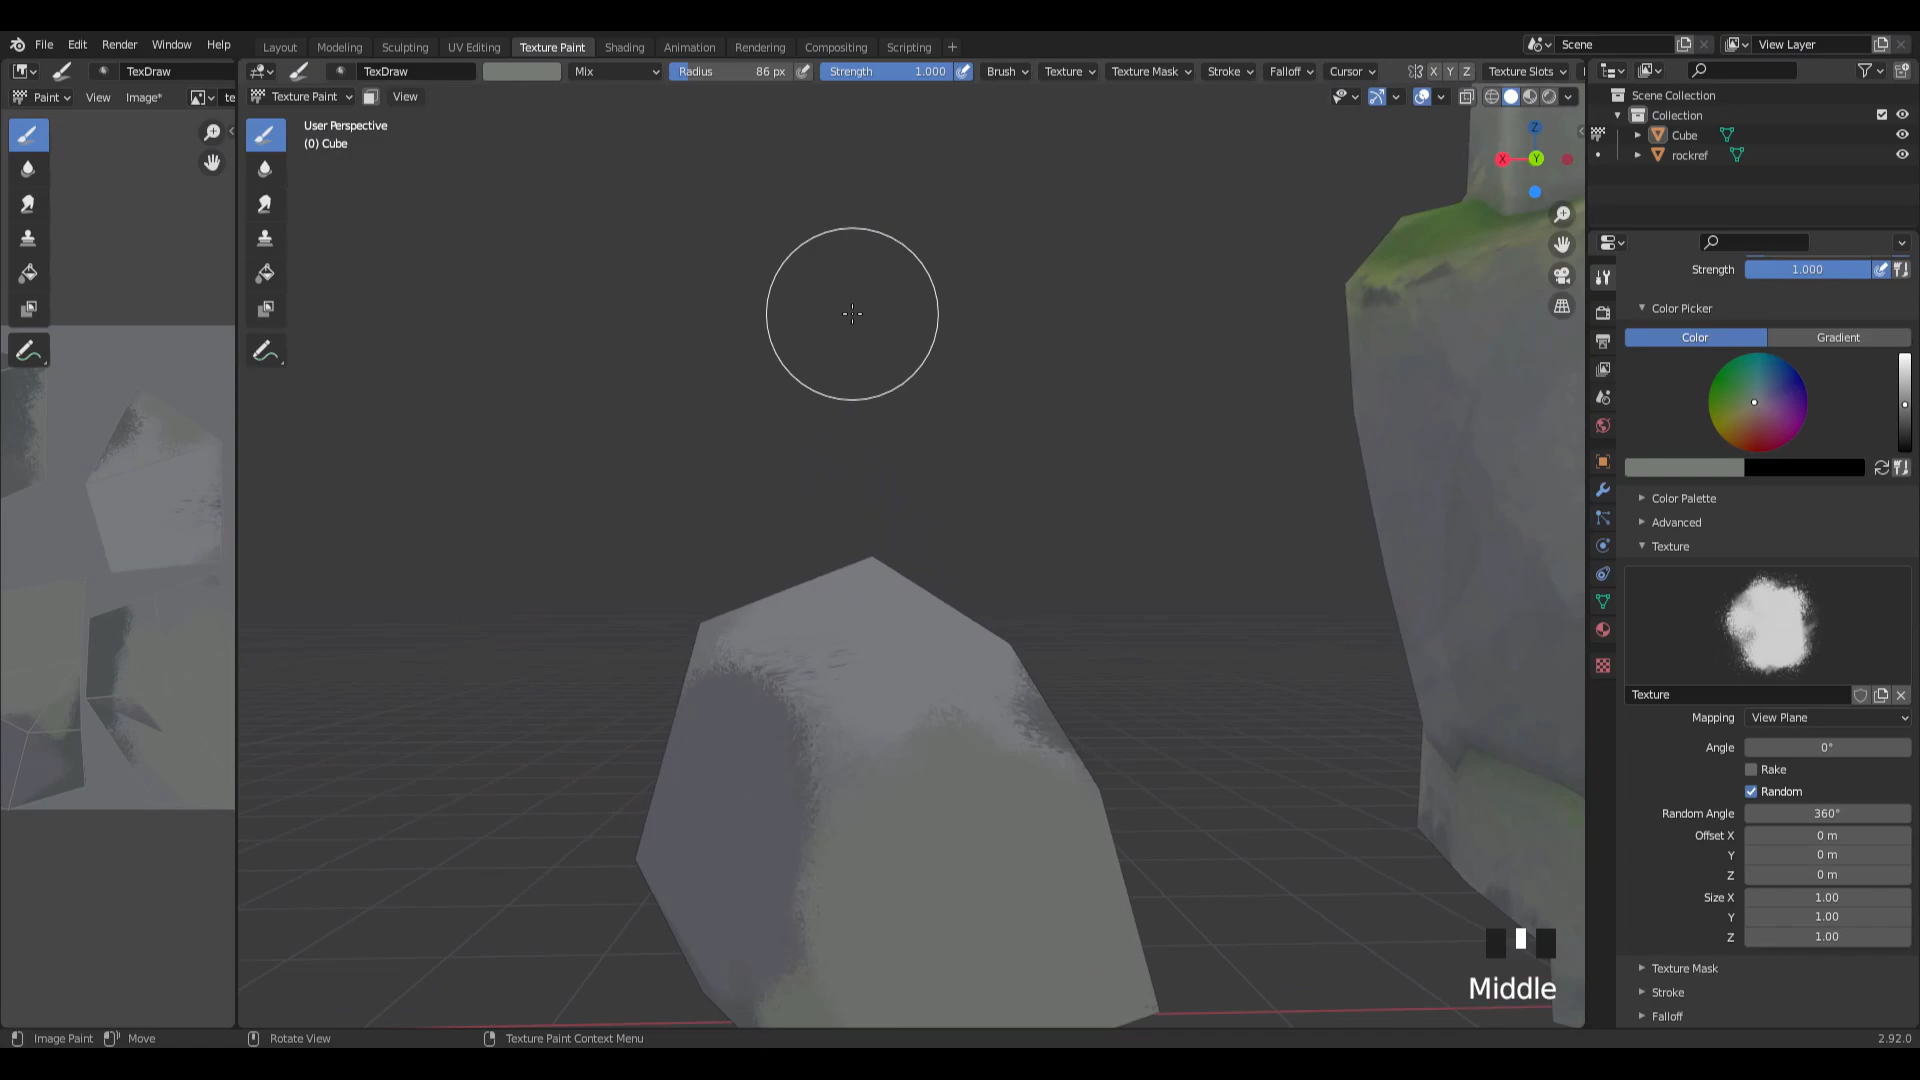 File Edit Render Window Help Layout Modeling Sculpting UV Editing Texture Paint Shading Animation Rendering Compositing Scripting + Scene View Layer
TexDraw TexDraw Mix Radius 86 px Strength 1.000 Brush Texture Texture Mask Stroke Falloff Cursor X Y Z Texture Slots
Paint View Image* te Texture Paint View
User Perspective
(0) Cube
Z
X
Y
Scene Collection
Collection
Cube
rockref
Strength 1.000
Color Picker
Color Gradient
Color Palette
Advanced
Texture
Texture
Mapping View Plane
Angle 0°
Rake
Random
Random Angle 360°
Offset X 0 m
Y 0 m
Z 0 m
Size X 1.00
Y 1.00
Z 1.00
Texture Mask
Stroke
Falloff
Middle
Image Paint Move Rotate View Texture Paint Context Menu 2.92.0